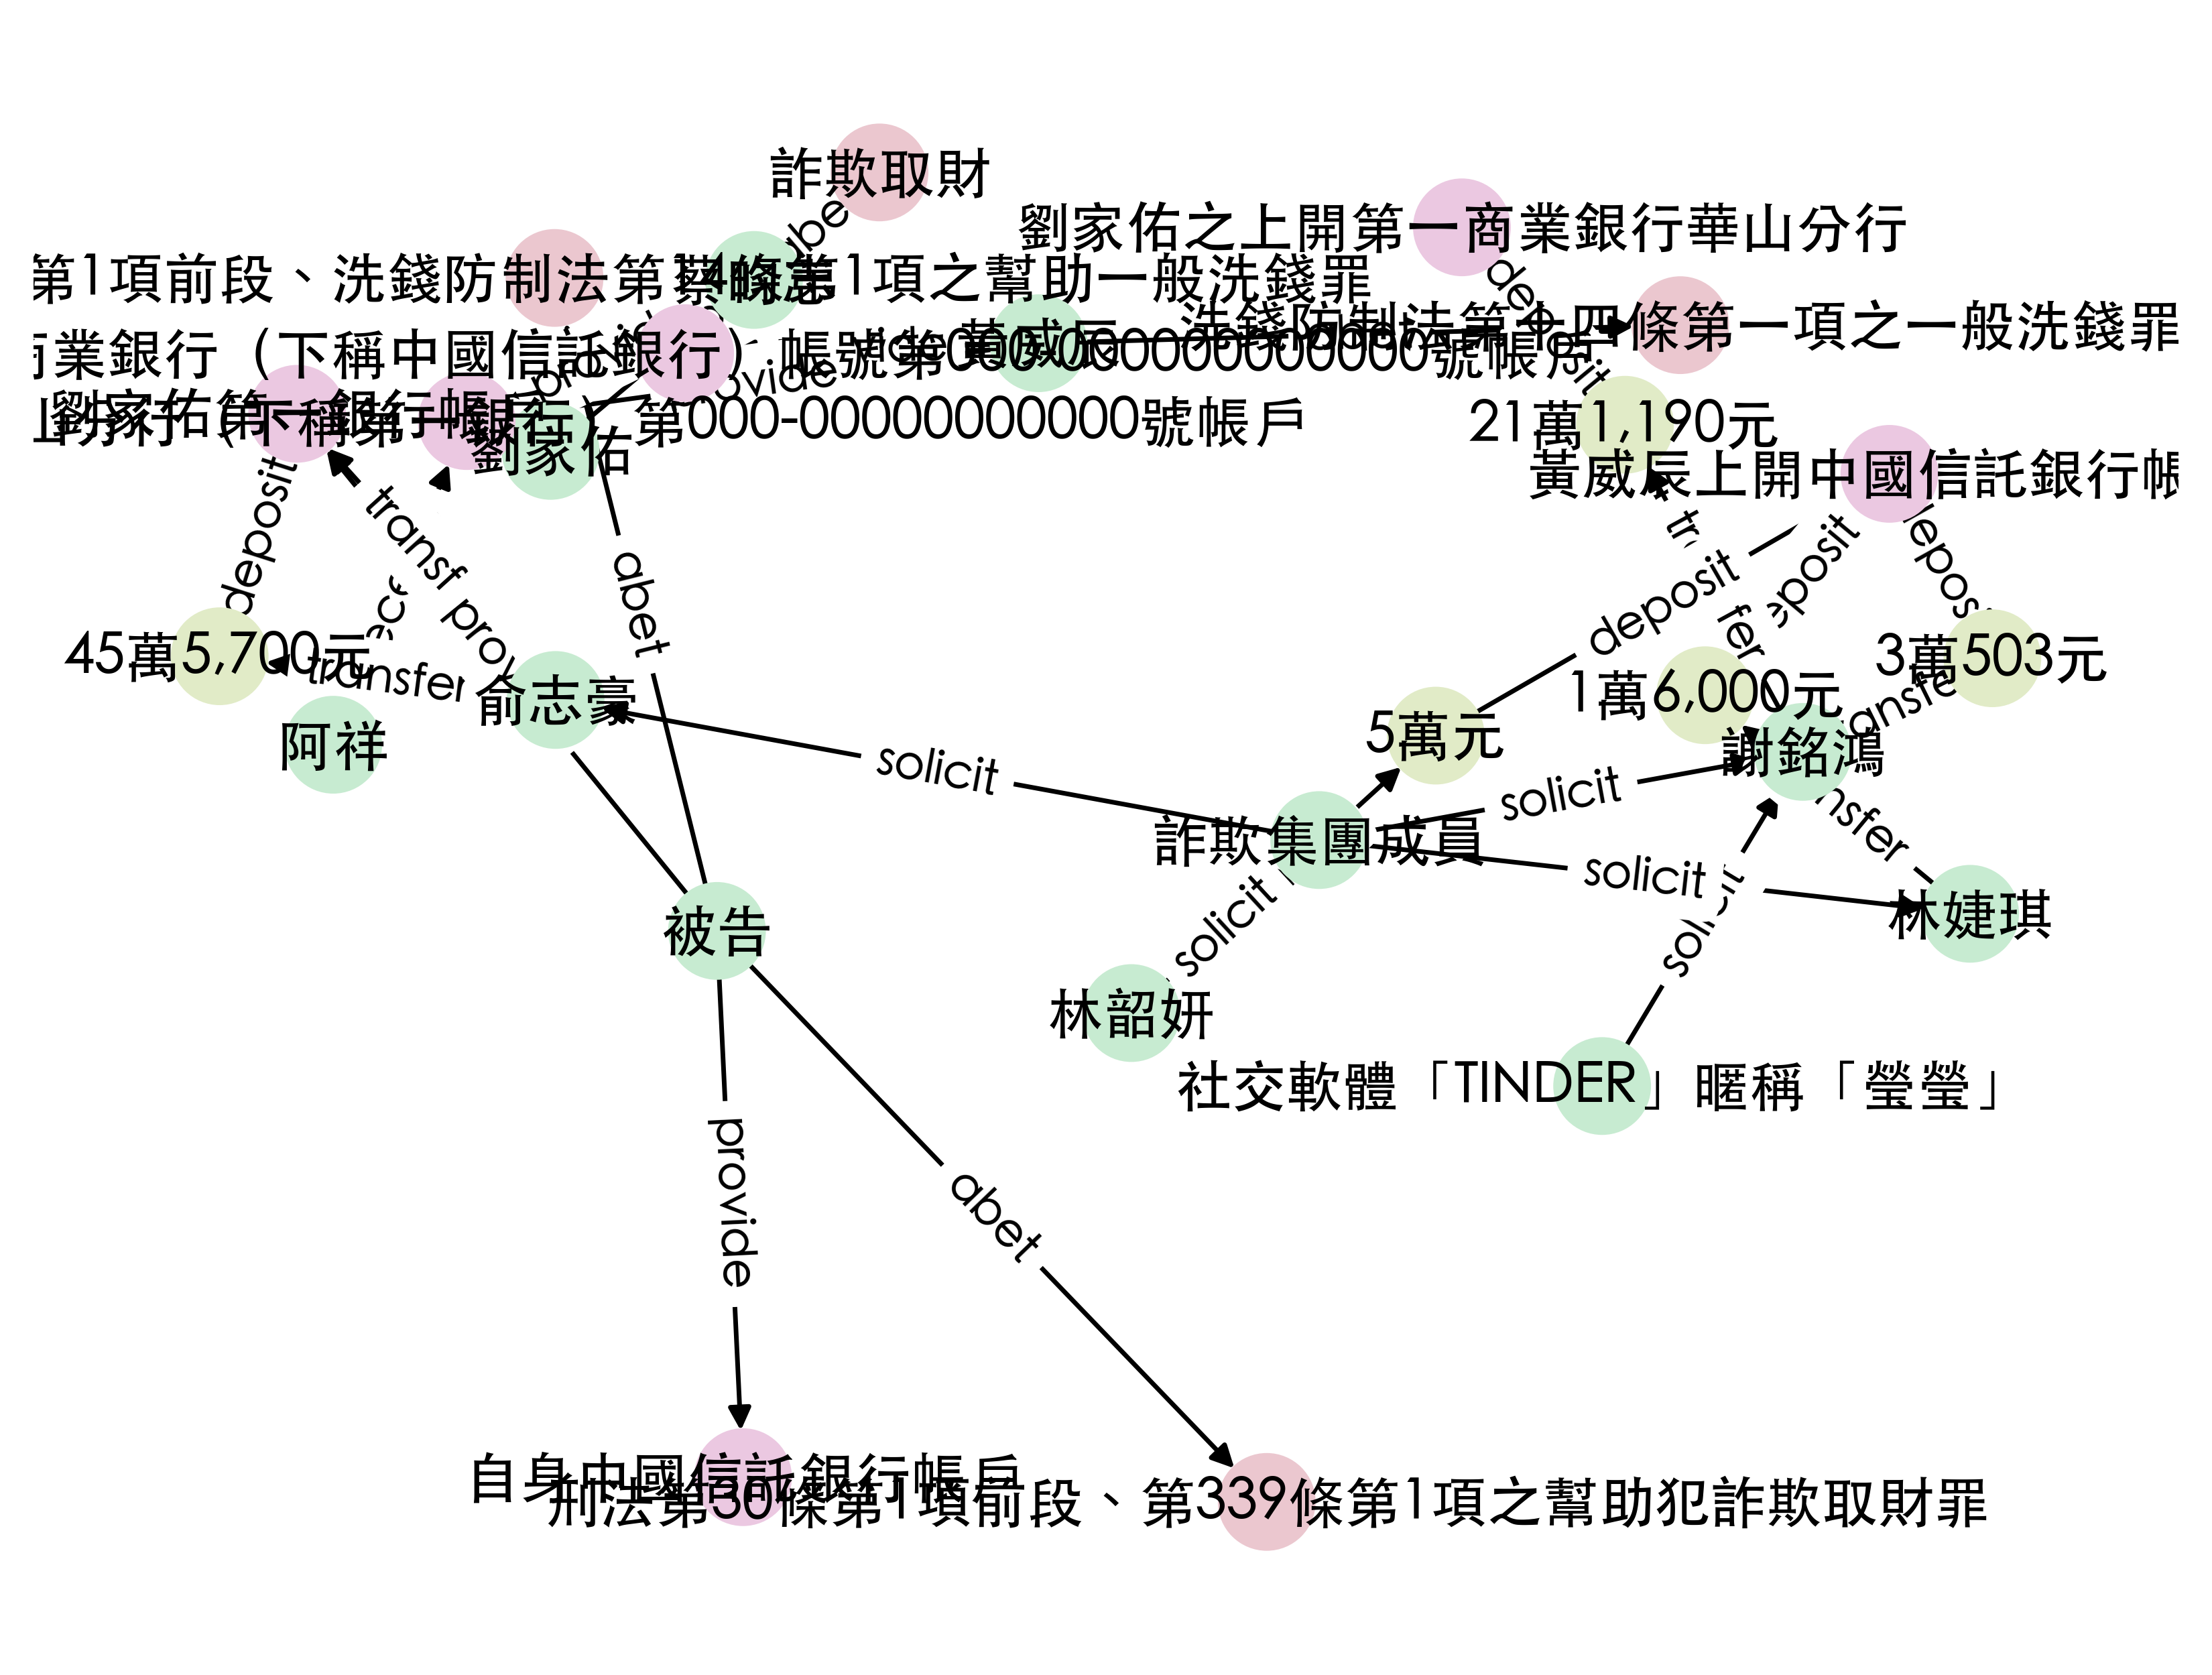 詐欺取財
劉家佑之上開第一商業銀行華山分行
第1項前段、洗錢防制法第14條第1項之幫助一般洗錢罪
洗錢防制法第十四條第一項之一般洗錢罪
商業銀行（下稱中國信託銀行）帳號第000-000000000000號帳戶
黃威辰
劉家佑第一銀行帳戶
第000-00000000000號帳戶
劉家佑
provide
deposit
21萬1,190元
黃威辰上開中國信託銀行帳
deposit
transf
prov
abet
deposit
deposit
45萬5,700元
transfer
俞志豪
阿祥
1萬6,000元
3萬503元
5萬元
謝銘鴻
solicit
solicit
詐欺集團成員
solicit
林婕琪
被告
solicit
林韶妍
社交軟體「TINDER」暱稱「瑩瑩」
provide
abet
自身中國信託銀行帳戶
刑法第30條第1項前段、第339條第1項之幫助犯詐欺取財罪